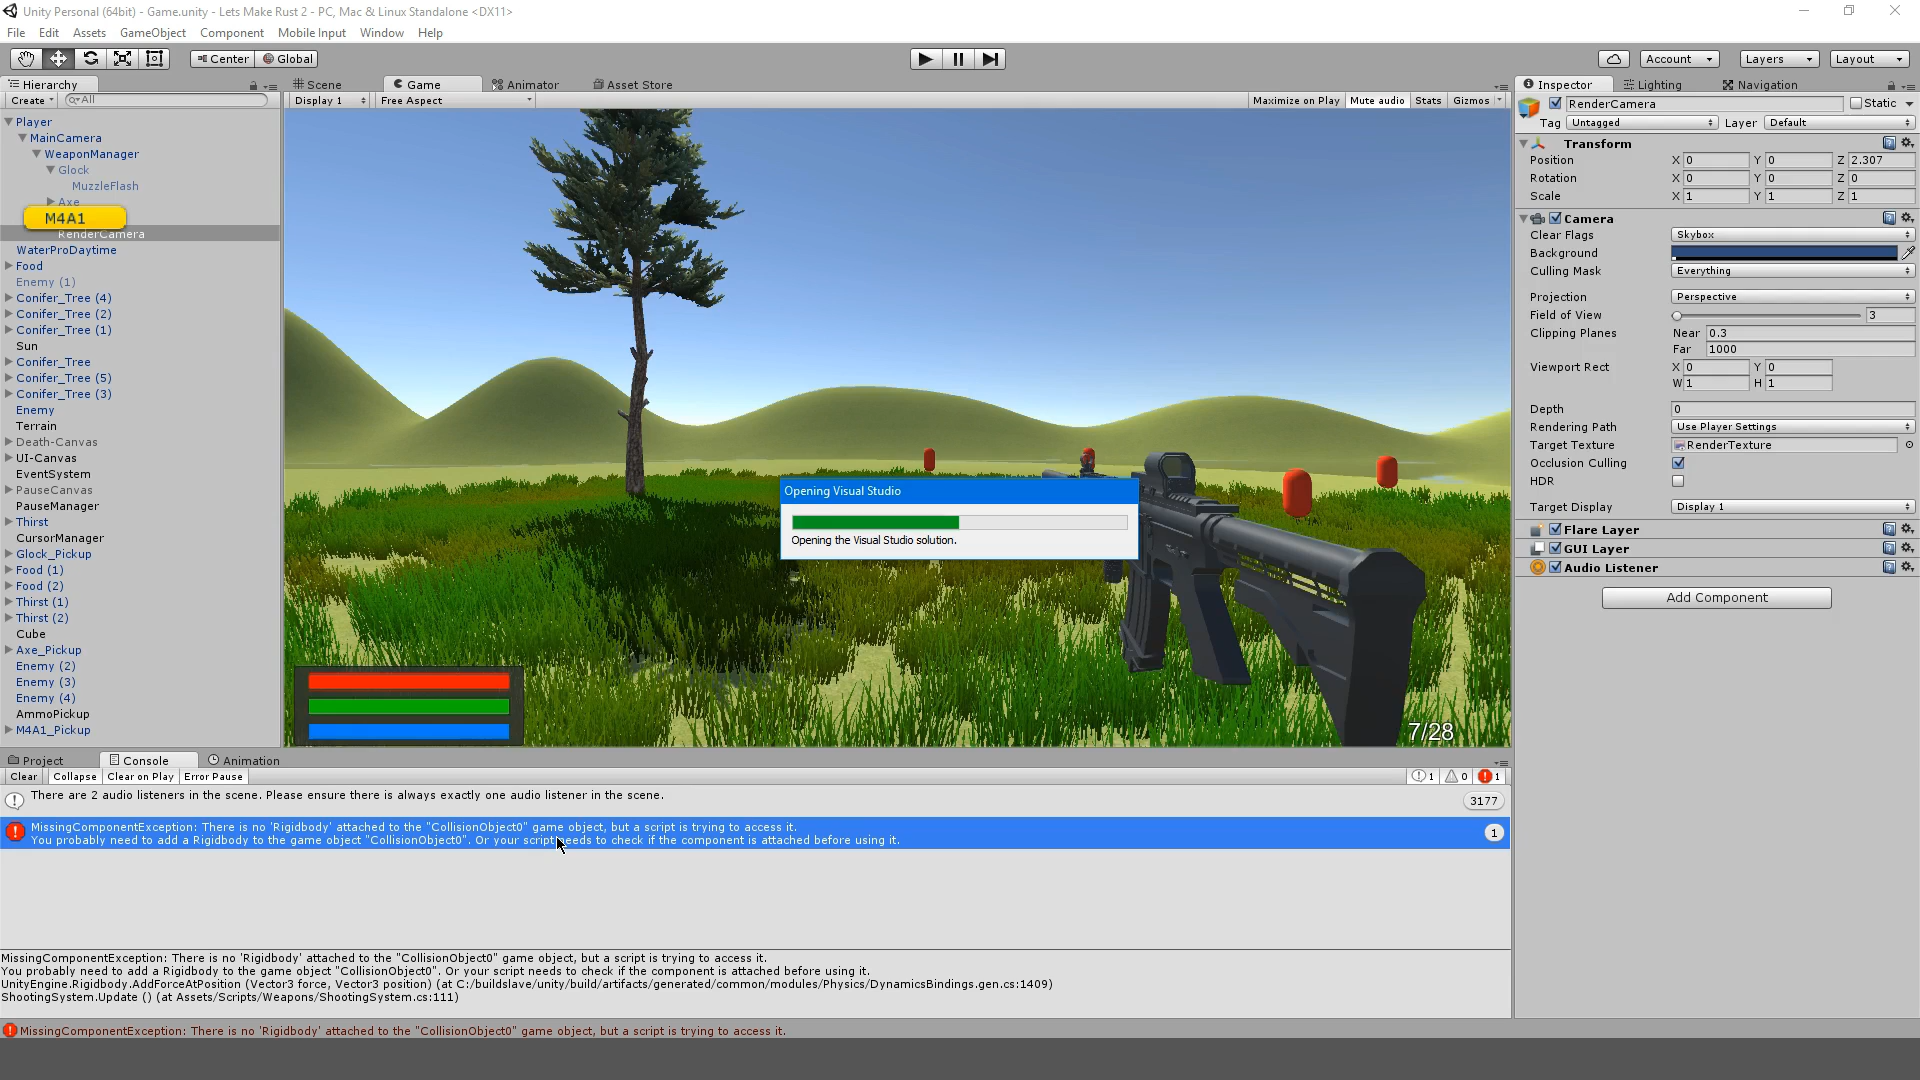 Unity Personal (64bit) - Game.unity - Lets Make Rust 2 - PC, Mac & Linux Standalone <DX11>
File Edit Assets GameObject Component Mobile Input Window Help
Center Global Account Layers Layout
Hierarchy
Create All
Player
MainCamera
WeaponManager
Glock
MuzzleFlash
Axe
M4A1
RenderCamera
WaterProDaytime
Food
Enemy (1)
Conifer_Tree (4)
Conifer_Tree (2)
Conifer_Tree (1)
Sun
Conifer_Tree
Conifer_Tree (5)
Conifer_Tree (3)
Enemy
Terrain
Death-Canvas
UI-Canvas
EventSystem
PauseCanvas
PauseManager
Thirst
CursorManager
Glock_Pickup
Food (1)
Food (2)
Thirst (1)
Thirst (2)
Cube
Axe_Pickup
Enemy (2)
Enemy (3)
Enemy (4)
AmmoPickup
M4A1_Pickup
Scene Game Animator Asset Store
Display 1 Free Aspect Maximize on Play Mute audio Stats Gizmos
Opening Visual Studio
Opening the Visual Studio solution.
7/28
Inspector Lighting Navigation
RenderCamera Static
Tag Untagged Layer Default
Transform
Position X 0 Y 0 Z 2.307
Rotation X 0 Y 0 Z 0
Scale X 1 Y 1 Z 1
Camera
Clear Flags Skybox
Background
Culling Mask Everything
Projection Perspective
Field of View 3
Clipping Planes Near 0.3
Far 1000
Viewport Rect X 0 Y 0
W 1 H 1
Depth 0
Rendering Path Use Player Settings
Target Texture RenderTexture
Occlusion Culling
HDR
Target Display Display 1
Flare Layer
GUI Layer
Audio Listener
Add Component
Project Console Animation
Clear Collapse Clear on Play Error Pause 1 0 1
There are 2 audio listeners in the scene. Please ensure there is always exactly one audio listener in the scene. 3177
MissingComponentException: There is no 'Rigidbody' attached to the "CollisionObject0" game object, but a script is trying to access it.
You probably need to add a Rigidbody to the game object "CollisionObject0". Or your script needs to check if the component is attached before using it. 1
MissingComponentException: There is no 'Rigidbody' attached to the "CollisionObject0" game object, but a script is trying to access it.
You probably need to add a Rigidbody to the game object "CollisionObject0". Or your script needs to check if the component is attached before using it.
UnityEngine.Rigidbody.AddForceAtPosition (Vector3 force, Vector3 position) (at C:/buildslave/unity/build/artifacts/generated/common/modules/Physics/DynamicsBindings.gen.cs:1409)
ShootingSystem.Update () (at Assets/Scripts/Weapons/ShootingSystem.cs:111)
MissingComponentException: There is no 'Rigidbody' attached to the "CollisionObject0" game object, but a script is trying to access it.